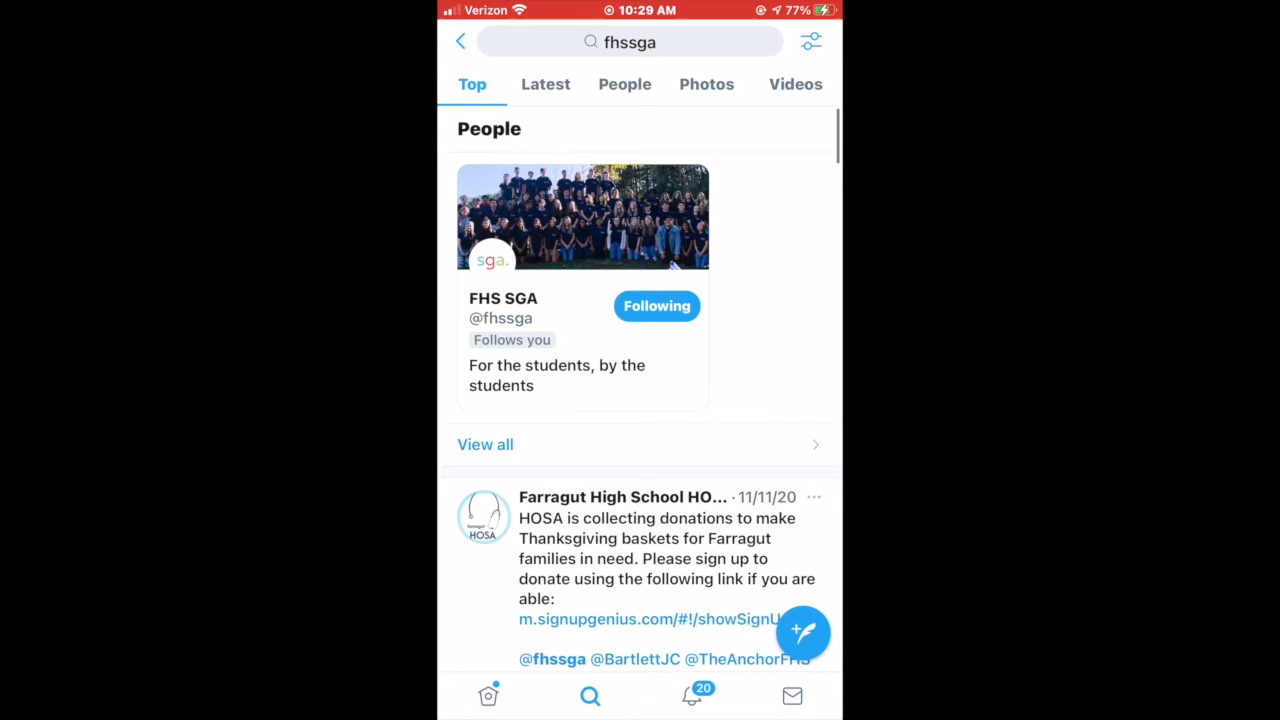 Verizon 10:29 AM 77%
fhssga
Top Latest People Photos Videos
People
sga.
FHS SGA
Following
@fhssga
Follows you
For the students, by the
students
View all
Farragut High School HO... · 11/11/20
HOSA is collecting donations to make
Thanksgiving baskets for Farragut
families in need. Please sign up to
donate using the following link if you are
able:
m.signupgenius.com/#!/showSignU
@fhssga @BartlettJC @TheAnchorFHS
farragut
HOSA
20